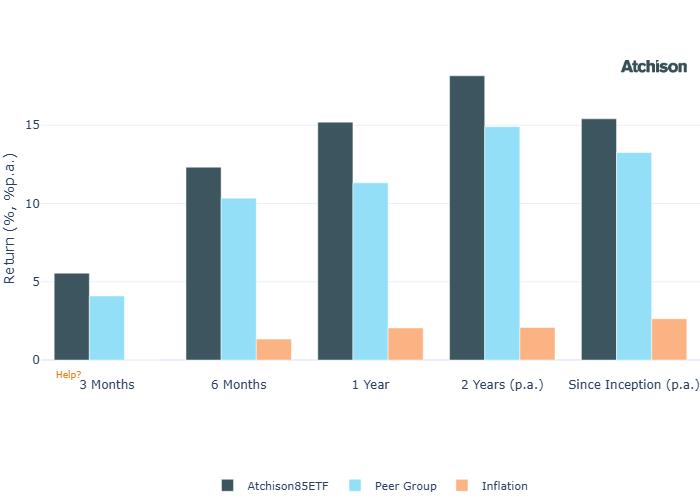 Atchison
Return (%, %p.a.)
15
10
5
0
Help?
3 Months
6 Months
1 Year
2 Years (p.a.)
Since Inception (p.a.)
Atchison85ETF
Peer Group
Inflation